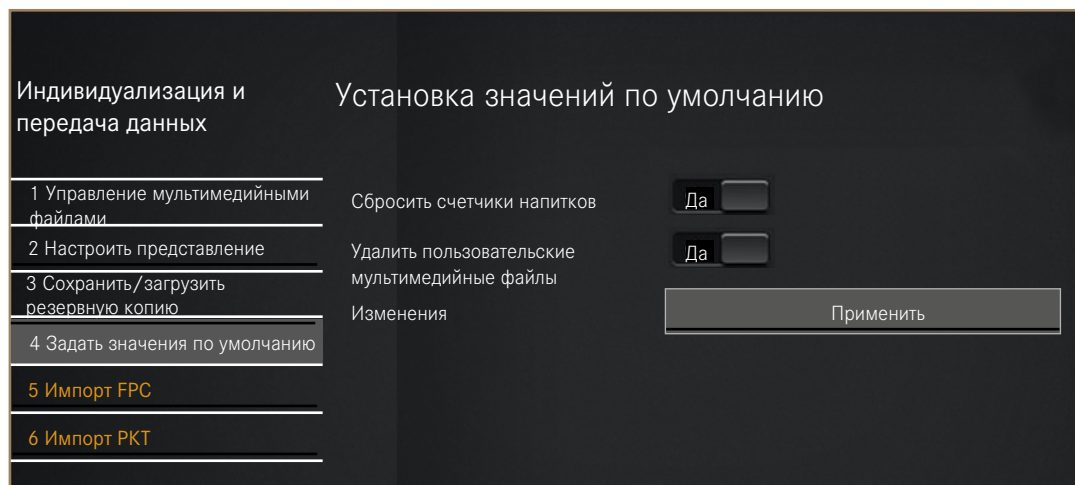 Индивидуализация и
передача данных
Установка значений по умолчанию
1 Управление мультимедийными
файлами
2 Настроить представление
3 Сохранить/загрузить
резервную копию
4 Задать значения по умолчанию
5 Импорт FPC
6 Импорт PKT
Сбросить счетчики напитков
Да
Удалить пользовательские
мультимедийные файлы
Да
Изменения
Применить